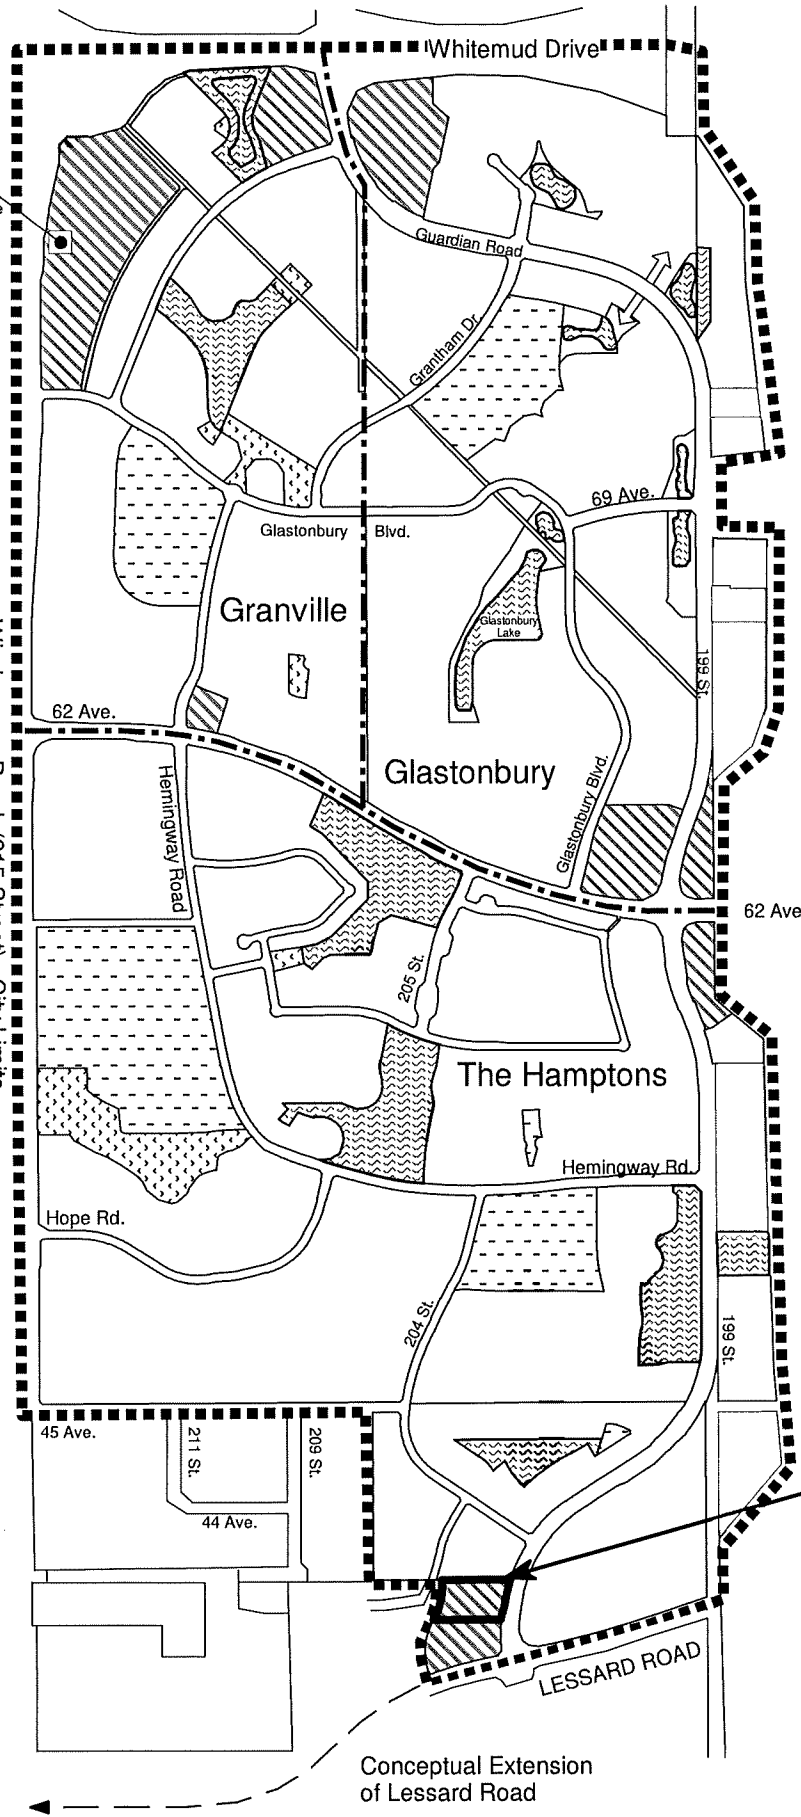 Whitemud Drive
Guardian Road
Grantham Dr.
69 Ave.
Glastonbury Blvd.
Granville
Glastonbury
Lake
199 St.
62 Ave.
Glastonbury
Hemingway Road
Glastonbury Blvd.
62 Ave
205 St.
The Hamptons
Hemingway Rd.
Hope Rd.
204 St.
199 St.
45 Ave.
211 St.
209 St.
44 Ave.
LESSARD ROAD
Conceptual Extension
of Lessard Road